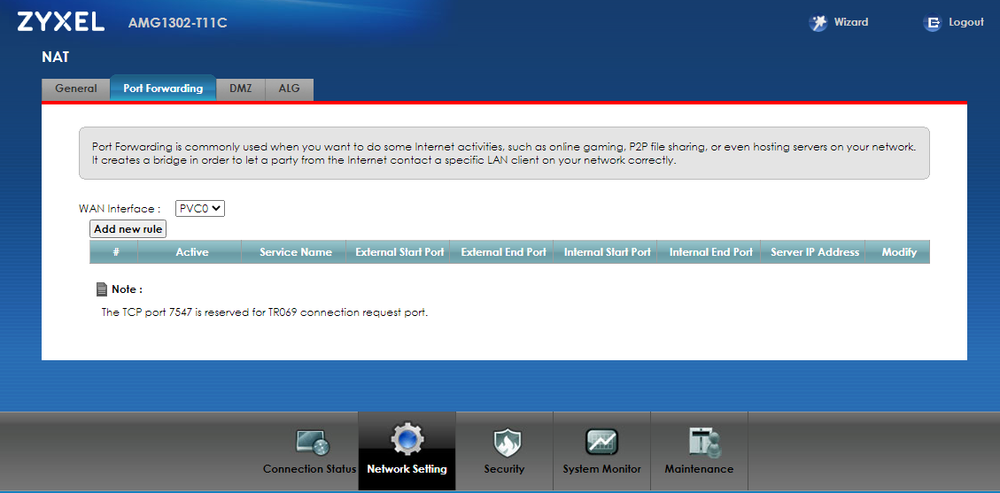 ZYXEL AMG1302-T11C Wizard Logout
NAT
General Port Forwarding DMZ ALG
Port Forwarding is commonly used when you want to do some Internet activities, such as online gaming, P2P file sharing, or even hosting servers on your network.
It creates a bridge in order to let a party from the Internet contact a specific LAN client on your network correctly.
WAN Interface : PVC0
Add new rule
# Active Service Name External Start Port External End Port Internal Start Port Internal End Port Server IP Address Modify
Note :
The TCP port 7547 is reserved for TR069 connection request port.
Connection Status Network Setting Security System Monitor Maintenance